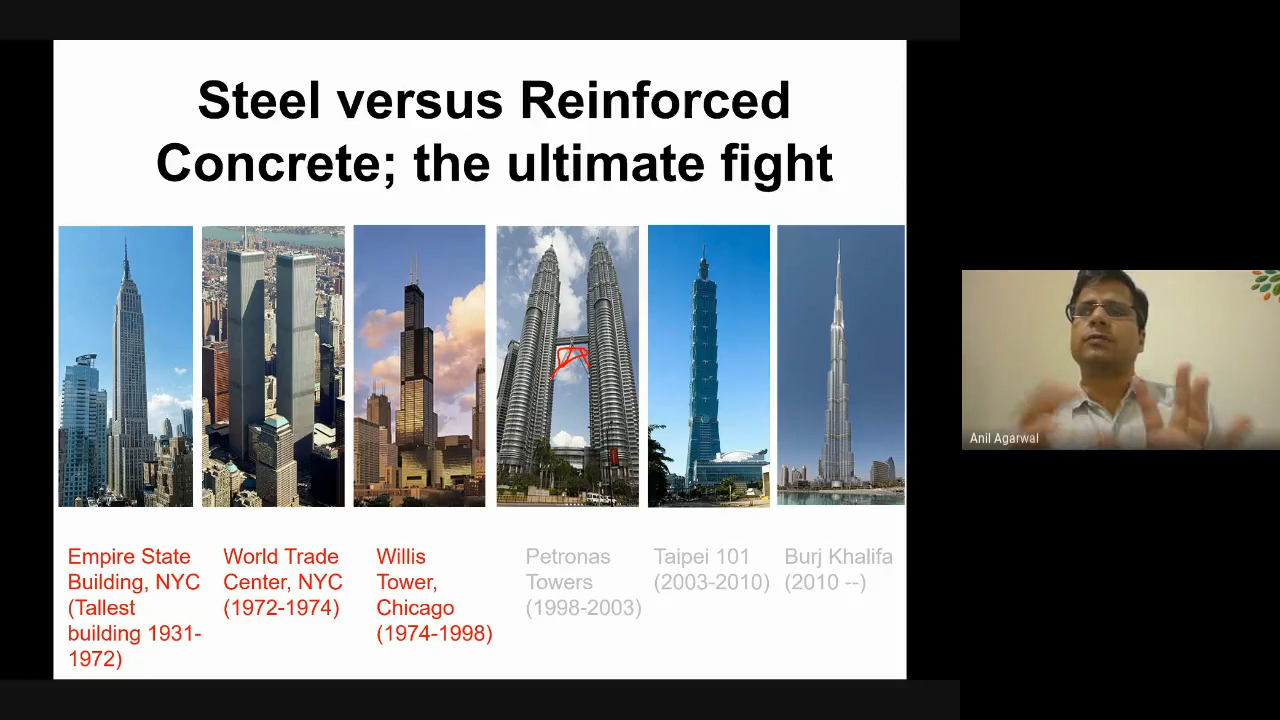 Steel versus Reinforced
Concrete; the ultimate fight
Empire State
Building, NYC
(Tallest
building 1931-
1972)
World Trade
Center, NYC
(1972-1974)
Willis
Tower,
Chicago
(1974-1998)
Petronas
Towers
(1998-2003)
Taipei 101
(2003-2010)
Burj Khalifa
(2010 --)
Anil Agarwal